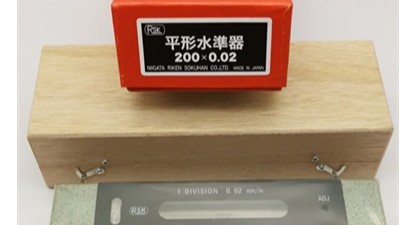 RSK
平形水準器
200×0.02
NIIGATA RIKEN SOKUHAN CO.,LTD. MADE IN JAPAN
1 DIVISION 0.02 mm/m
RSK
ADJ